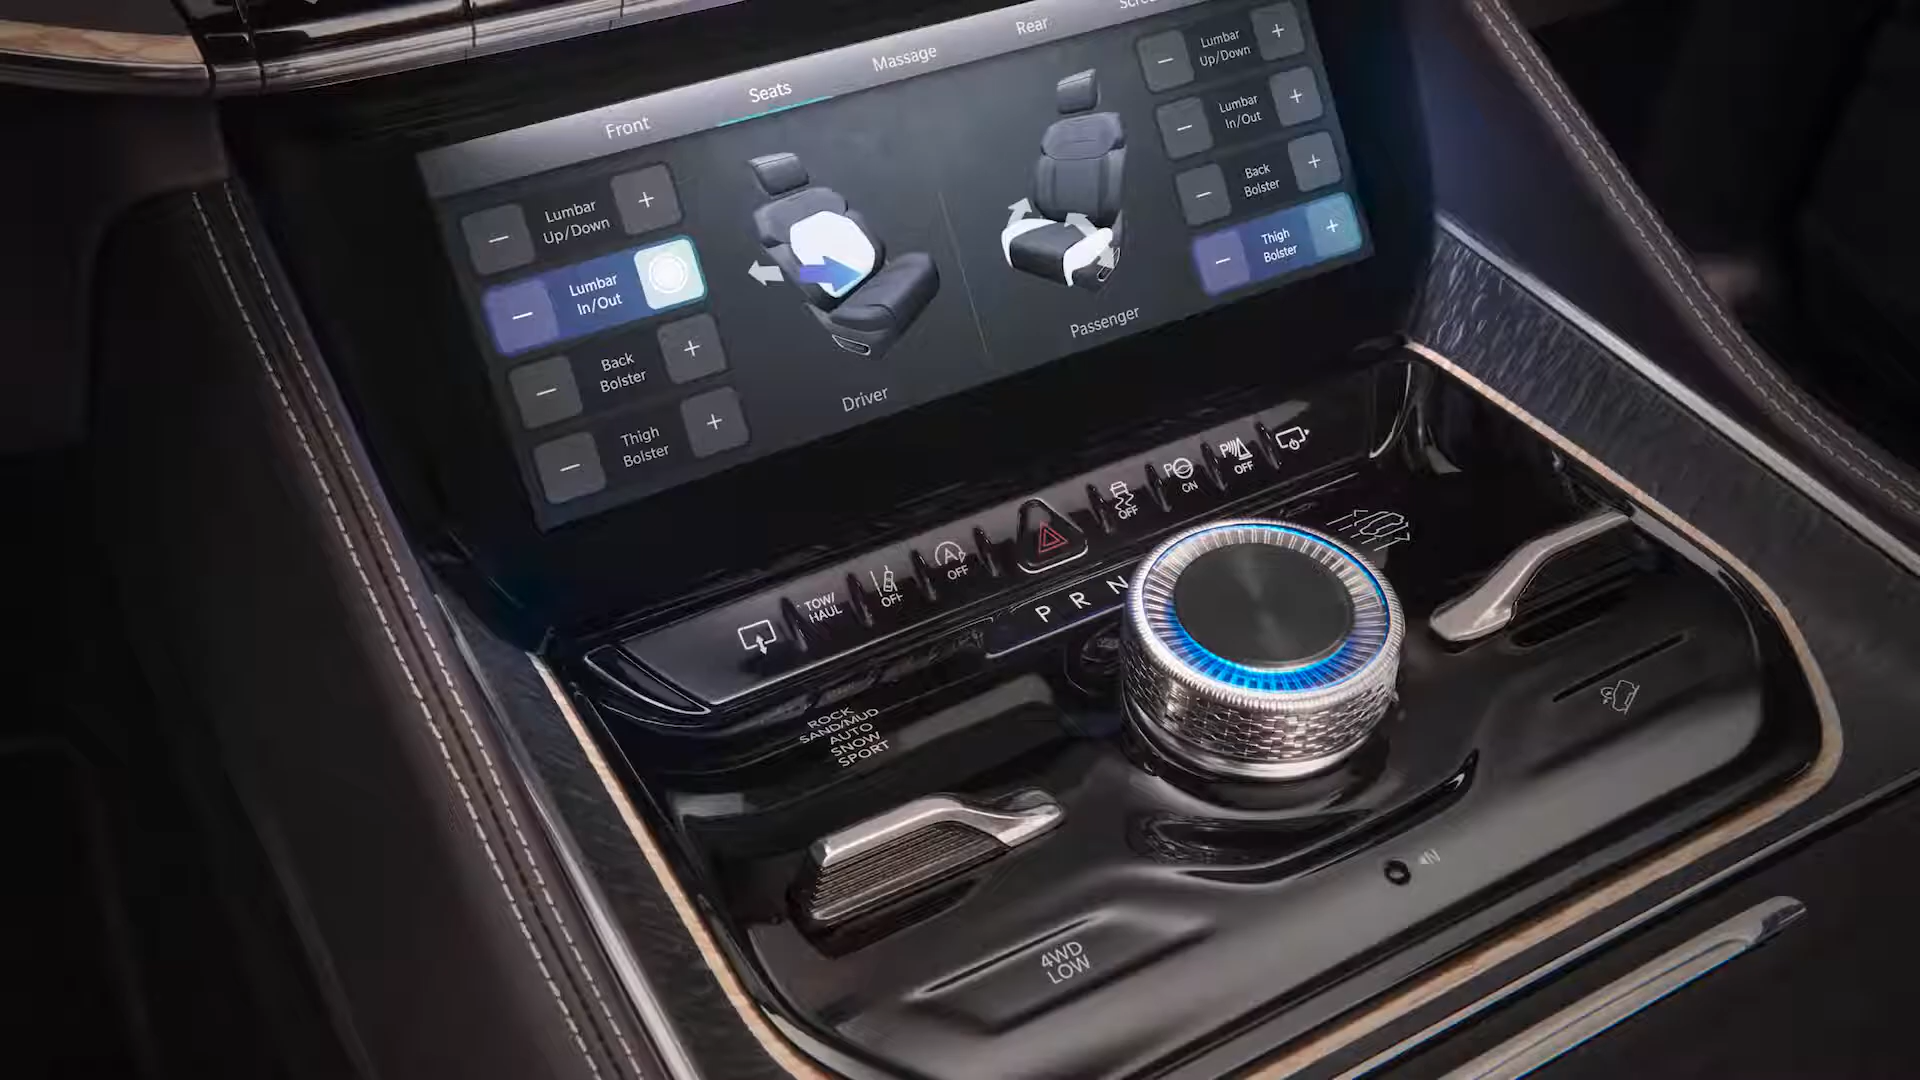 Front
Seats
Massage
Rear
Lumbar
Up/Down
Lumbar
In/Out
Back
Bolster
Thigh
Bolster
Driver
Passenger
Lumbar
Up/Down
Lumbar
In/Out
Back
Bolster
Thigh
Bolster
TOW/
HAUL
OFF
A
OFF
OFF
P
ON
P
OFF
P R N
ROCK
SAND/MUD
AUTO
SNOW
SPORT
N
4WD
LOW